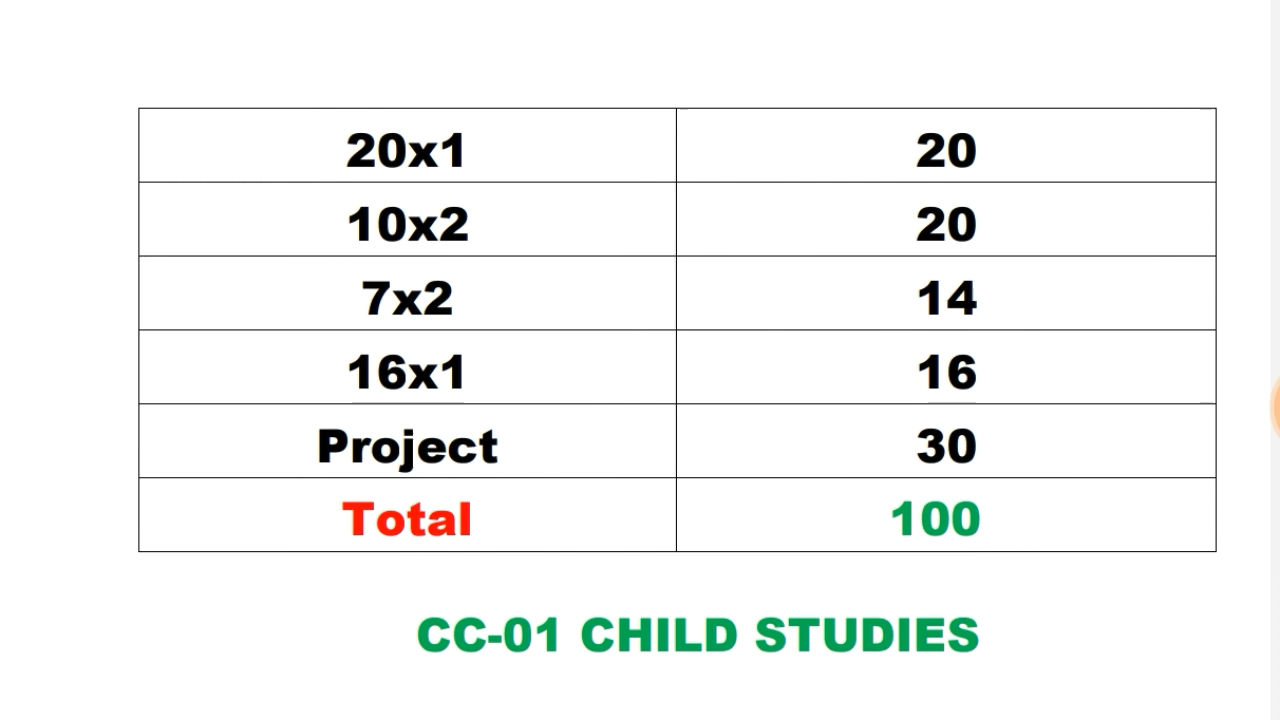 20x1 20
10x2 20
7x2 14
16x1 16
Project 30
Total 100
CC-01 CHILD STUDIES